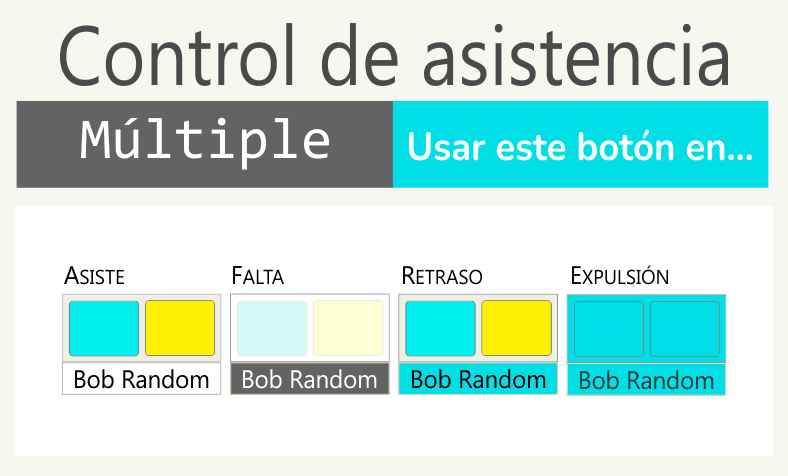 Control de asistencia
Múltiple
Usar este botón en...
Asiste
Falta
Retraso
Expulsión
Bob Random
Bob Random
Bob Random
Bob Random